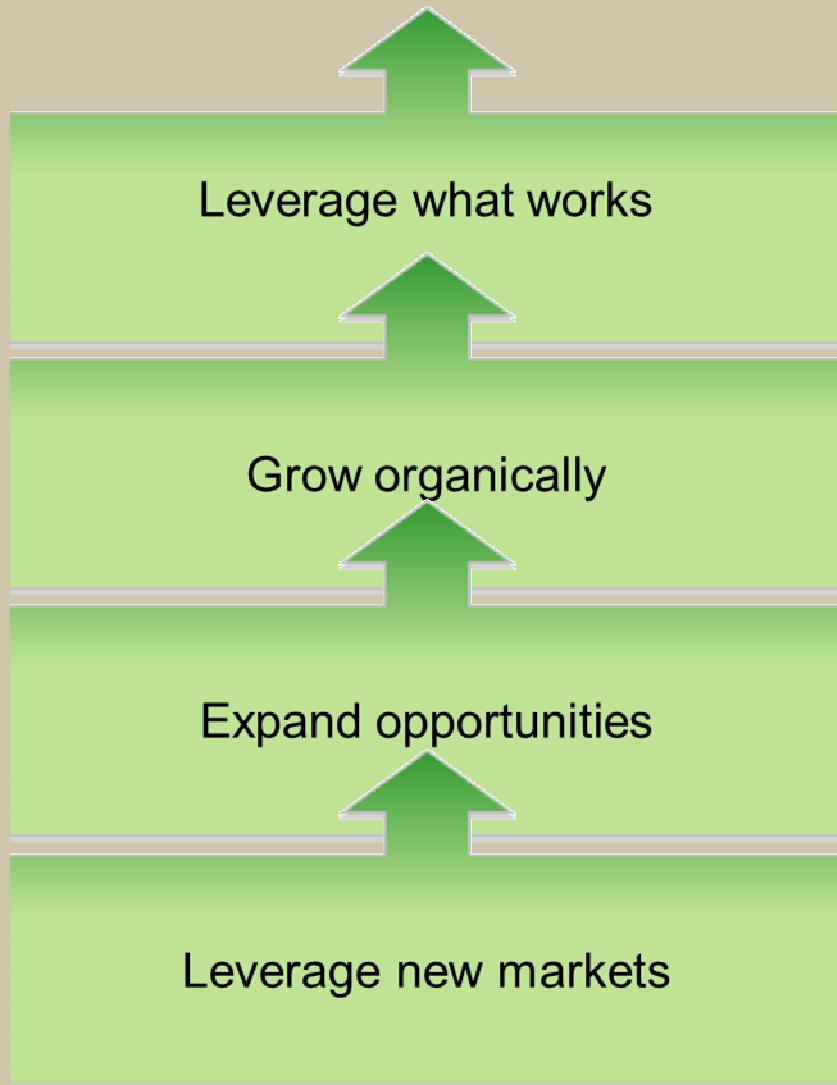 Leverage what works
Grow organically
Expand opportunities
Leverage new markets